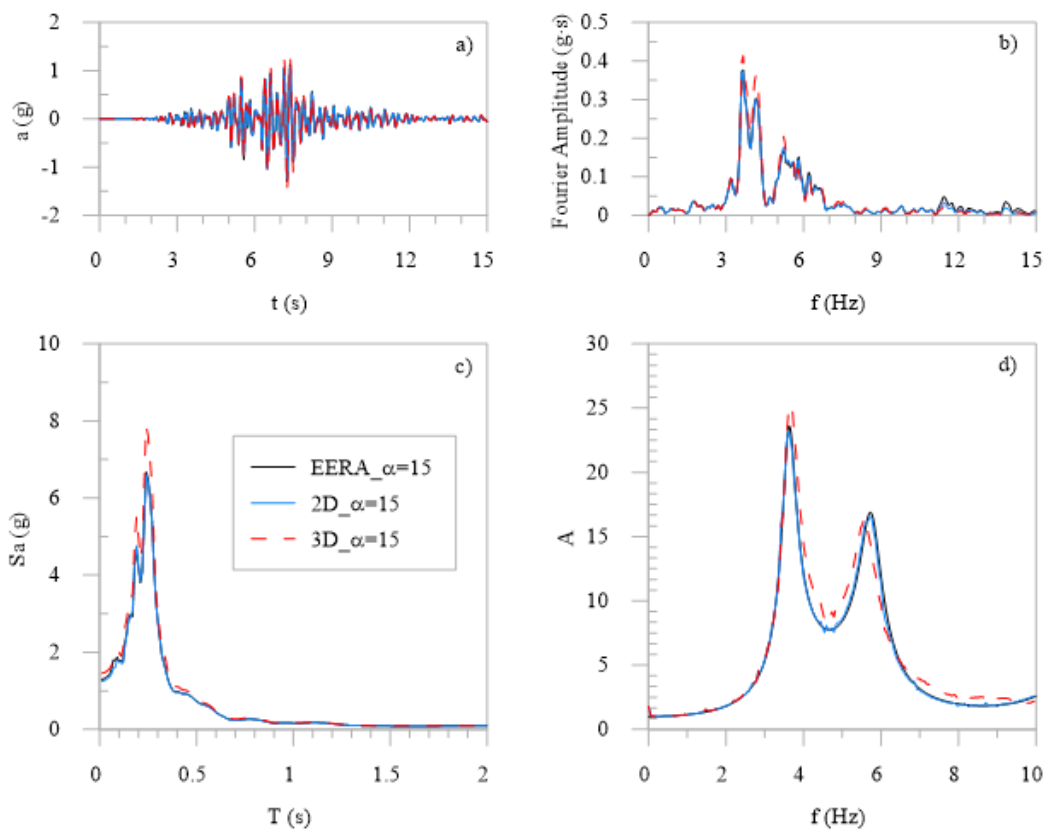 a)
a (g)
2
1
0
-1
-2
0 3 6 9 12 15
t (s)
b)
Fourier Amplitude (g·s)
0.5
0.4
0.3
0.2
0.1
0
0 3 6 9 12 15
f (Hz)
c)
Sa (g)
10
8
6
4
2
0
EERA_α=15
2D_α=15
3D_α=15
0 0.5 1 1.5 2
T (s)
d)
A
30
25
20
15
10
5
0
0 2 4 6 8 10
f (Hz)